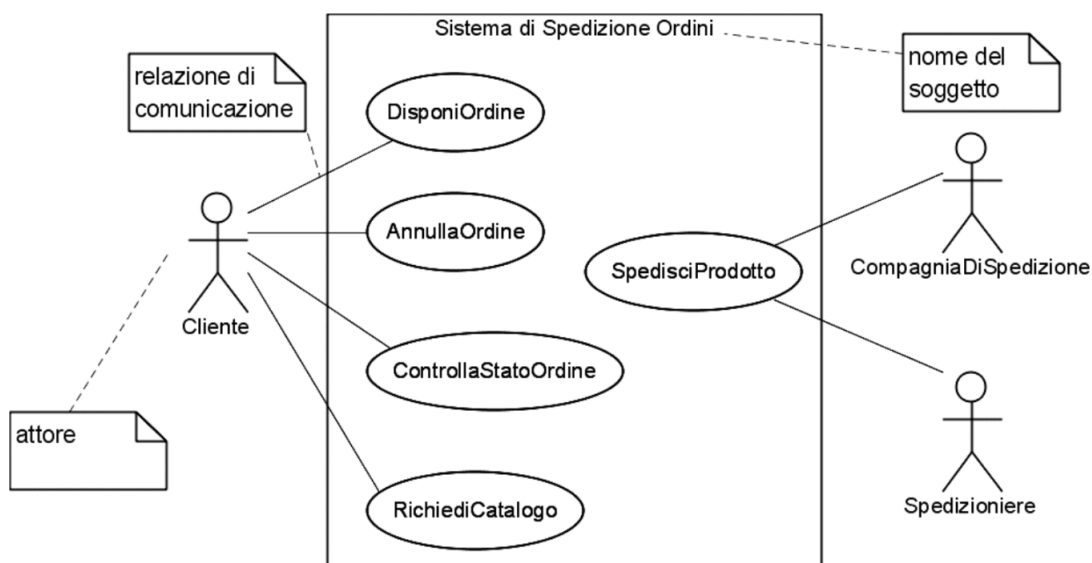 Sistema di Spedizione Ordini
relazione di
comunicazione
nome del
soggetto
DisponiOrdine
AnnullaOrdine
SpedisciProdotto
CompagniaDiSpedizione
Cliente
ControllaStatoOrdine
attore
RichiediCatalogo
Spedizioniere